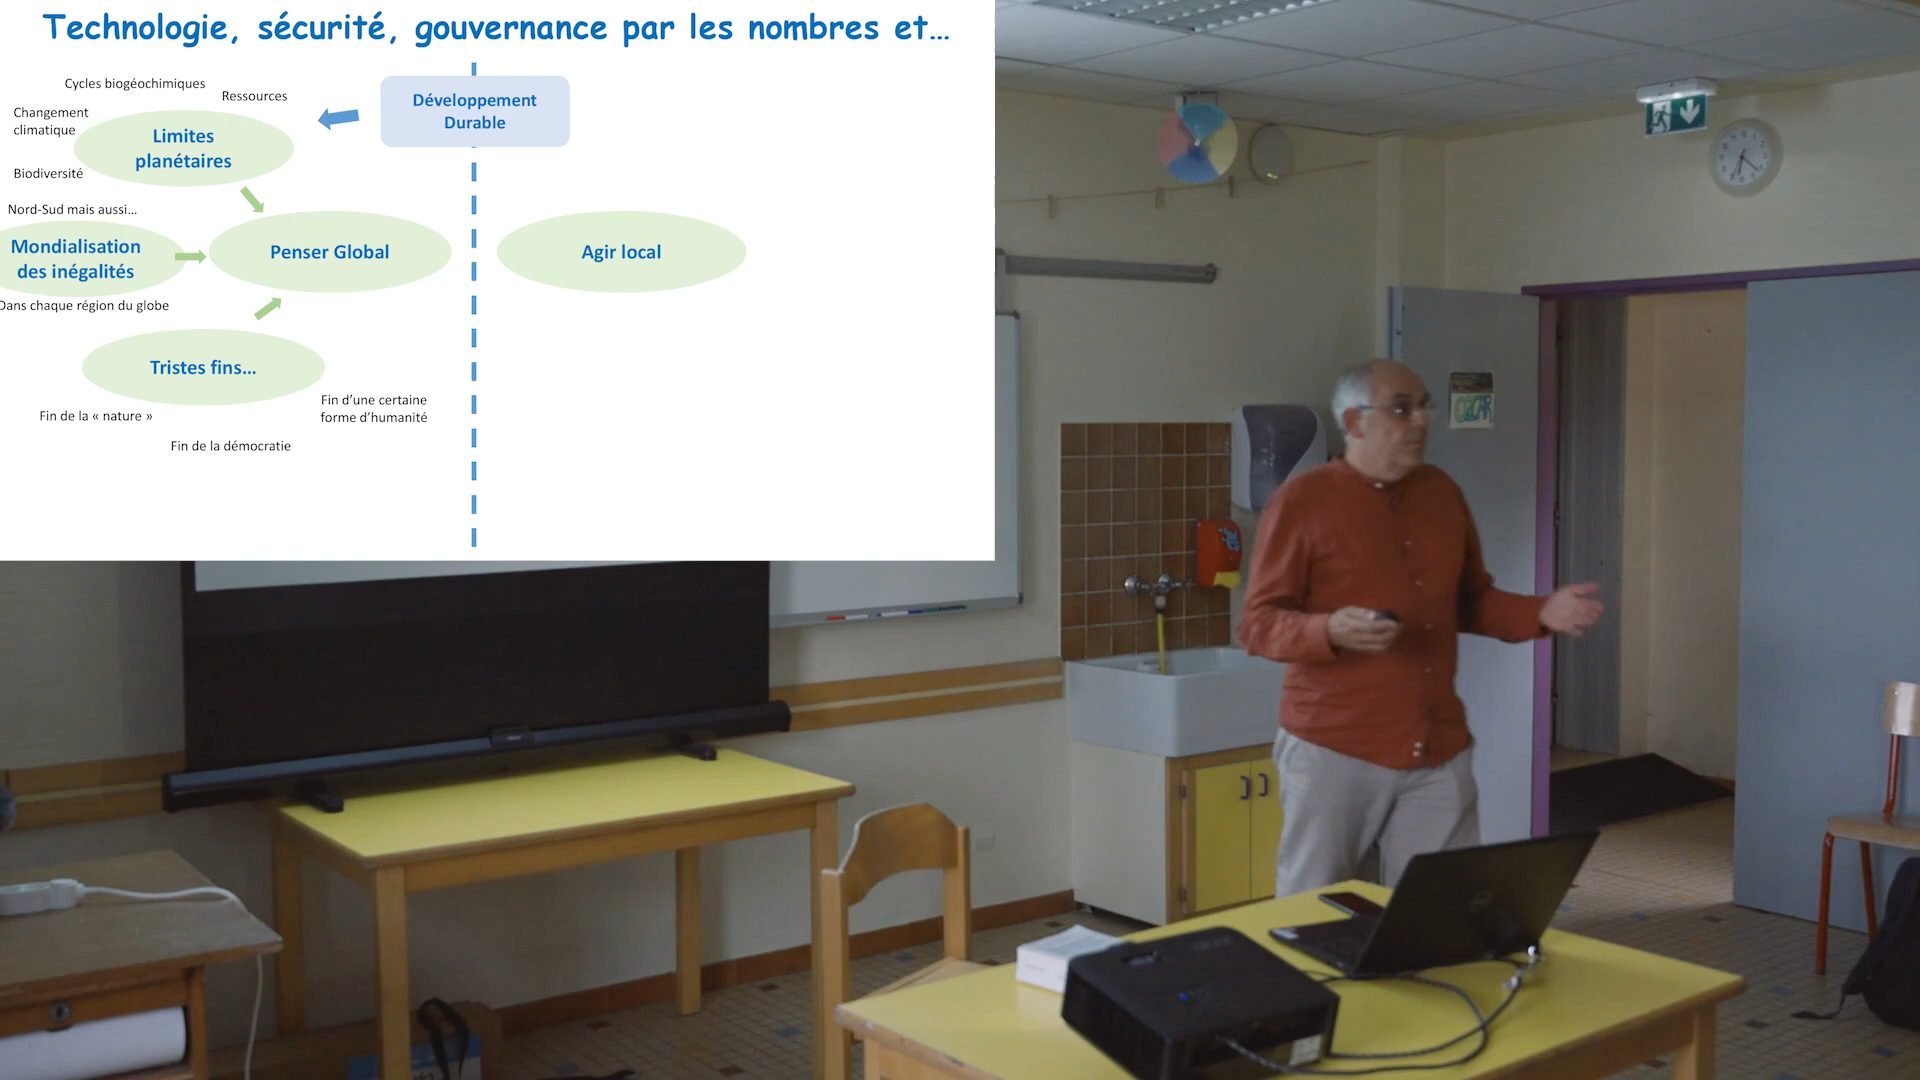 Technologie, sécurité, gouvernance par les nombres et...
Cycles biogéochimiques
Ressources
Changement
climatique
Limites
planétaires
Biodiversité
Développement
Durable
Nord-Sud mais aussi...
Mondialisation
des inégalités
Dans chaque région du globe
Penser Global
Agir local
Tristes fins...
Fin de la « nature »
Fin de la démocratie
Fin d'une certaine
forme d'humanité